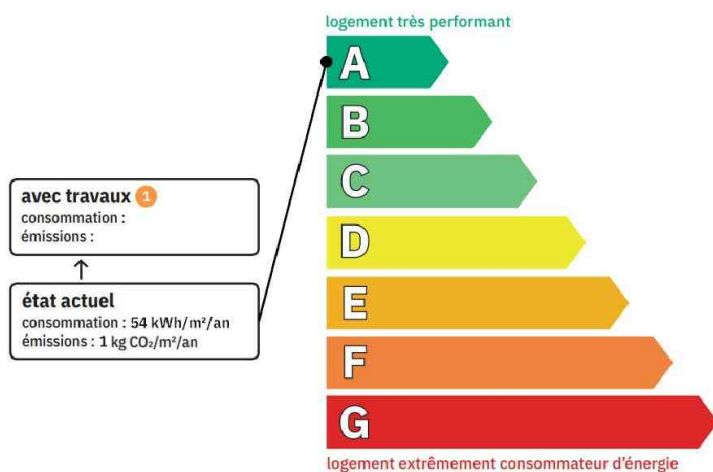 logement très performant
A
B
C
avec travaux 1
consommation :
émissions :
D
état actuel
consommation : 54 kWh/m²/an
émissions : 1 kg CO₂/m²/an
E
F
G
logement extrêmement consommateur d'énergie